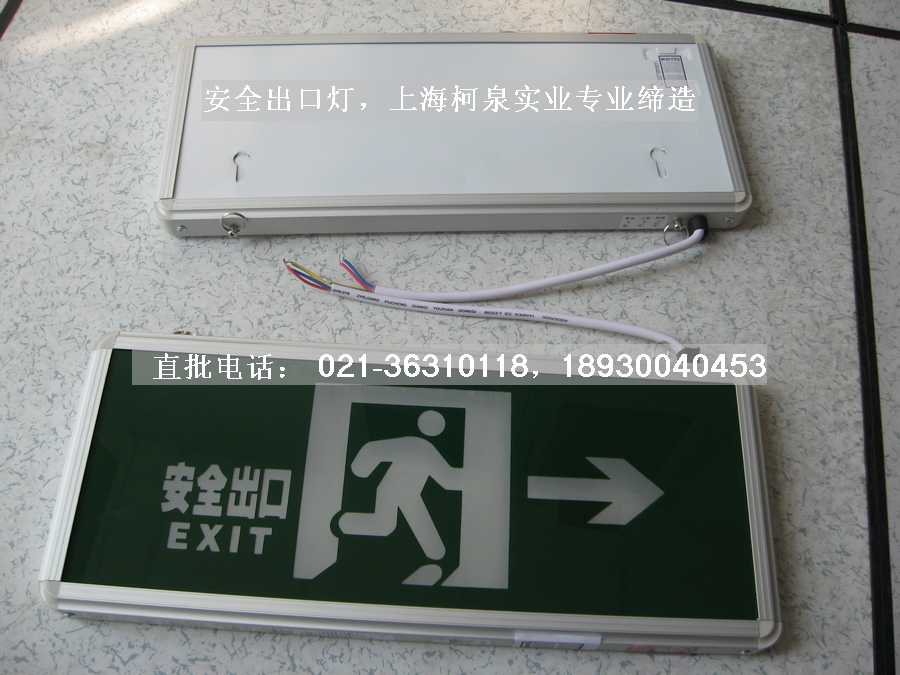 安全出口灯，上海柯泉实业专业缔造
直批电话： 021-36310118，18930040453
安全出口
EXIT